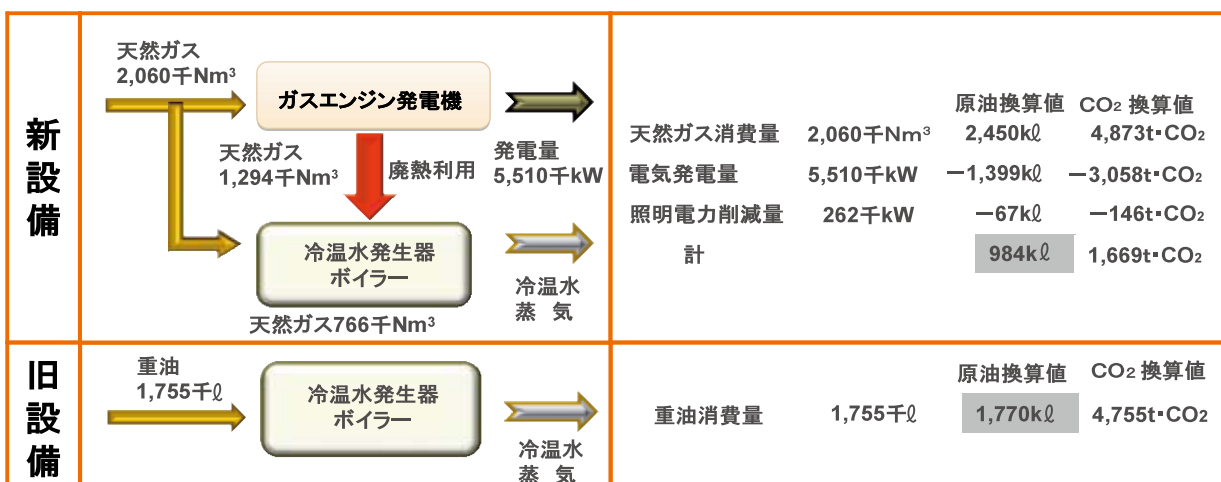 新設備
天然ガス
2,060千Nm³
ガスエンジン発電機
天然ガス
1,294千Nm³
廃熱利用
発電量
5,510千kW
冷温水発生器
ボイラー
冷温水
蒸 気
天然ガス766千Nm³
原油換算値 CO₂ 換算値
天然ガス消費量 2,060千Nm³ 2,450kℓ 4,873t･CO₂
電気発電量 5,510千kW −1,399kℓ −3,058t･CO₂
照明電力削減量 262千kW −67kℓ −146t･CO₂
計 984kℓ 1,669t･CO₂
旧設備
重油
1,755千ℓ
冷温水発生器
ボイラー
冷温水
蒸 気
原油換算値 CO₂ 換算値
重油消費量 1,755千ℓ 1,770kℓ 4,755t･CO₂